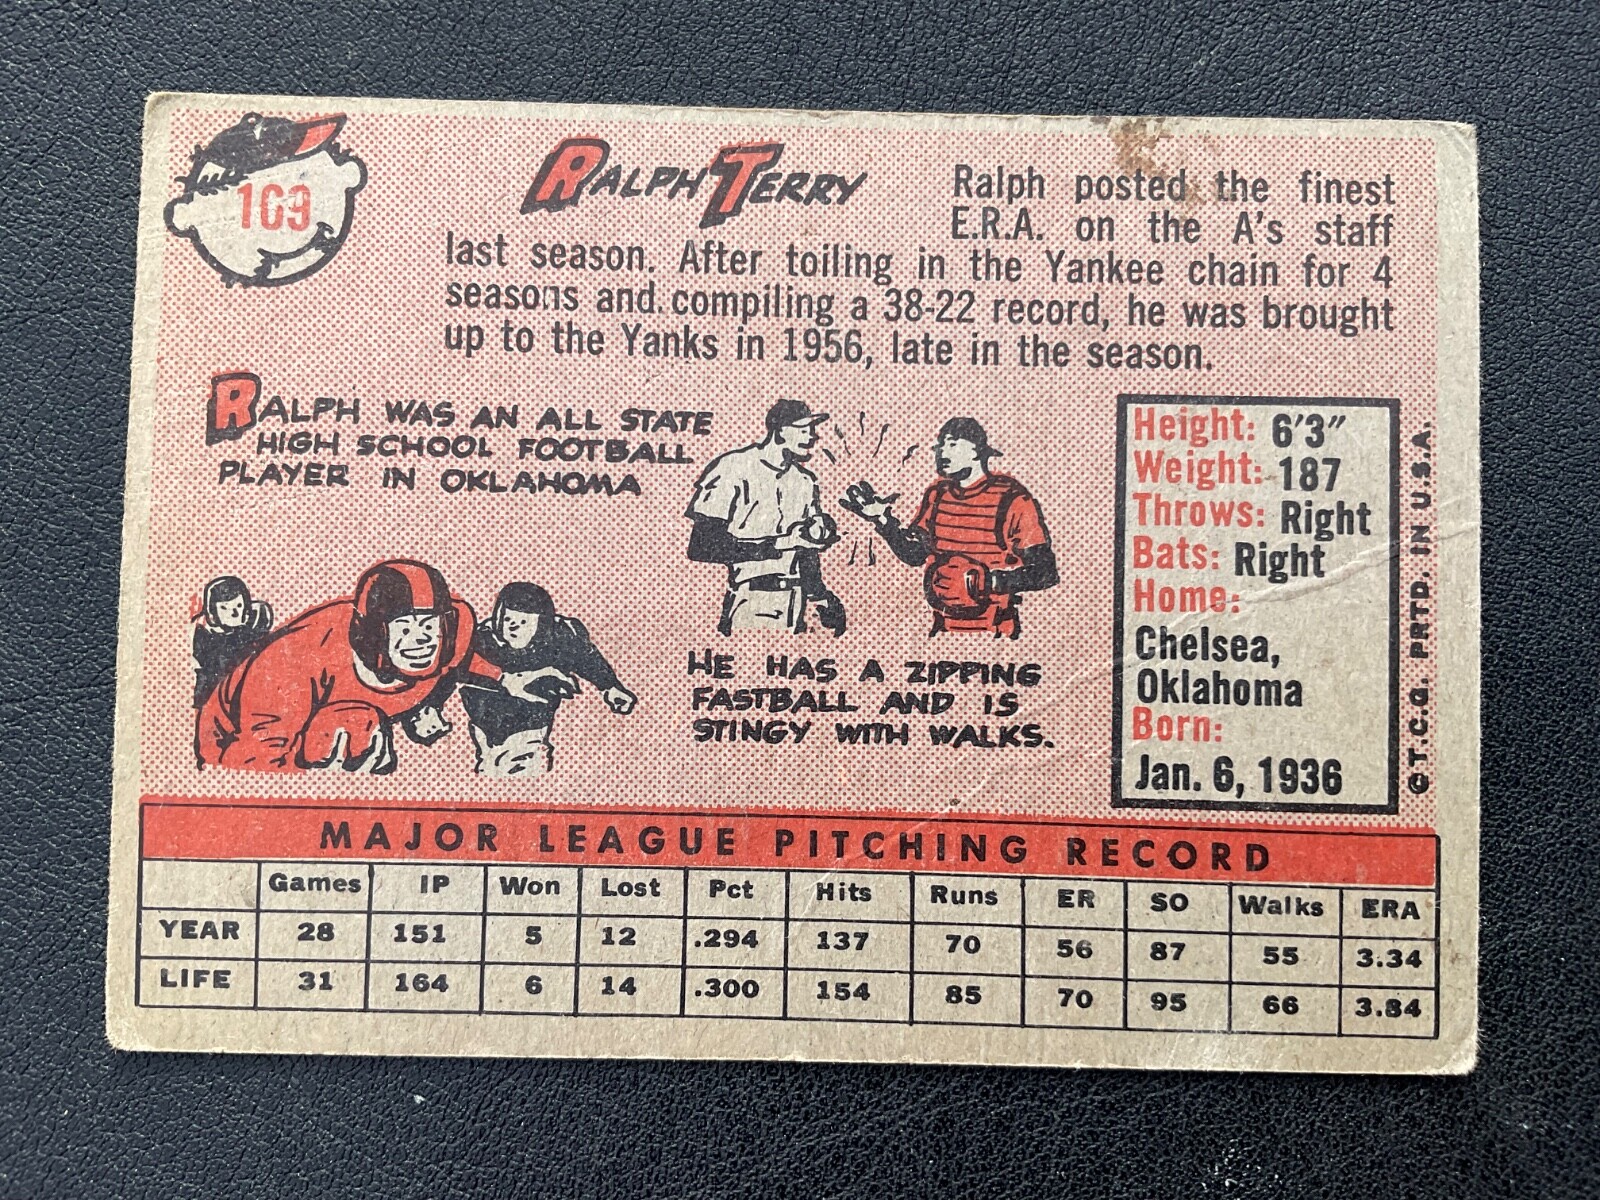 169
RALPH TERRY
Ralph posted the finest
E.R.A. on the A's staff
last season. After toiling in the Yankee chain for 4
seasons and compiling a 38-22 record, he was brought
up to the Yanks in 1956, late in the season.
RALPH WAS AN ALL STATE
HIGH SCHOOL FOOTBALL
PLAYER IN OKLAHOMA
HE HAS A ZIPPING
FASTBALL AND IS
STINGY WITH WALKS.
Height: 6'3"
Weight: 187
Throws: Right
Bats: Right
Home:
Chelsea,
Oklahoma
Born:
Jan. 6, 1936
© T.C.G. PRTD. IN U.S.A.
MAJOR LEAGUE PITCHING RECORD
Games IP Won Lost Pct Hits Runs ER SO Walks ERA
YEAR 28 151 5 12 .294 137 70 56 87 55 3.34
LIFE 31 164 6 14 .300 154 85 70 95 66 3.84